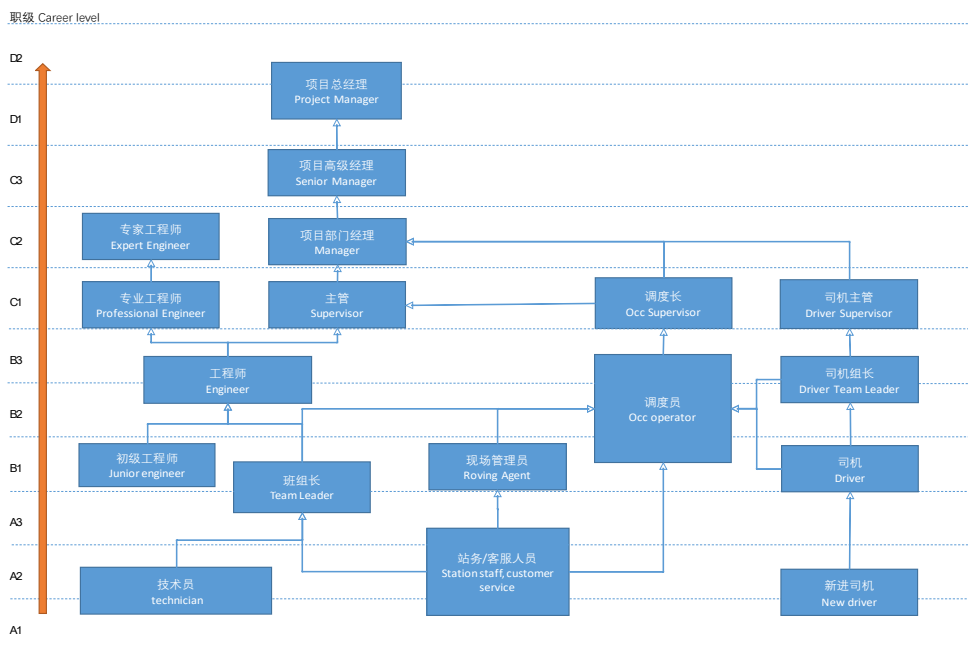 职级 Career level
D2
项目总经理
Project Manager
D1
项目高级经理
Senior Manager
C3
专家工程师
Expert Engineer
项目部门经理
Manager
C2
专业工程师
Professional Engineer
主管
Supervisor
调度长
Occ Supervisor
司机主管
Driver Supervisor
C1
工程师
Engineer
调度员
Occ operator
司机组长
Driver Team Leader
B3
B2
初级工程师
Junior engineer
班组长
Team Leader
现场管理员
Roving Agent
司机
Driver
B1
A3
技术员
technician
站务/客服人员
Station staff, customer
service
新进司机
New driver
A2
A1